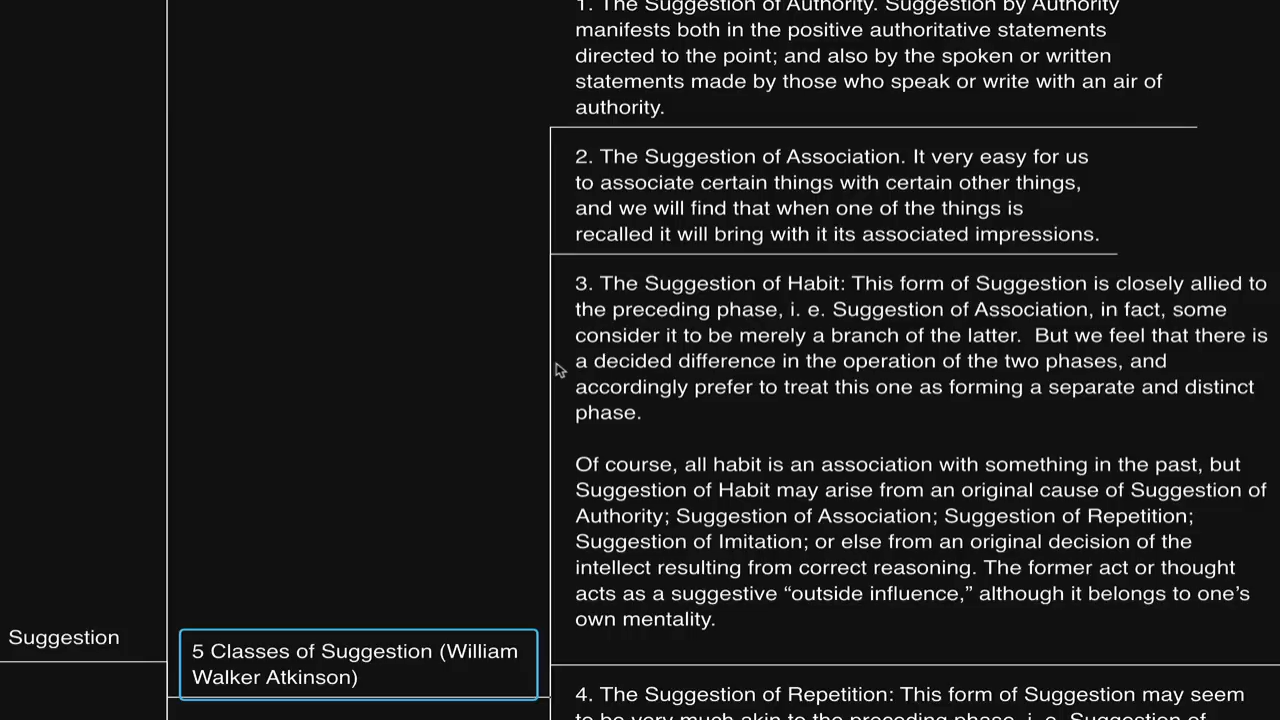 1. The Suggestion of Authority. Suggestion by Authority
manifests both in the positive authoritative statements
directed to the point; and also by the spoken or written
statements made by those who speak or write with an air of
authority.
2. The Suggestion of Association. It very easy for us
to associate certain things with certain other things,
and we will find that when one of the things is
recalled it will bring with it its associated impressions.
3. The Suggestion of Habit: This form of Suggestion is closely allied to
the preceding phase, i. e. Suggestion of Association, in fact, some
consider it to be merely a branch of the latter.  But we feel that there is
a decided difference in the operation of the two phases, and
accordingly prefer to treat this one as forming a separate and distinct
phase.
Of course, all habit is an association with something in the past, but
Suggestion of Habit may arise from an original cause of Suggestion of
Authority; Suggestion of Association; Suggestion of Repetition;
Suggestion of Imitation; or else from an original decision of the
intellect resulting from correct reasoning. The former act or thought
acts as a suggestive “outside influence,” although it belongs to one’s
own mentality.
Suggestion
5 Classes of Suggestion (William
Walker Atkinson)
4. The Suggestion of Repetition: This form of Suggestion may seem
to be very much akin to the preceding phase, i. e. Suggestion of